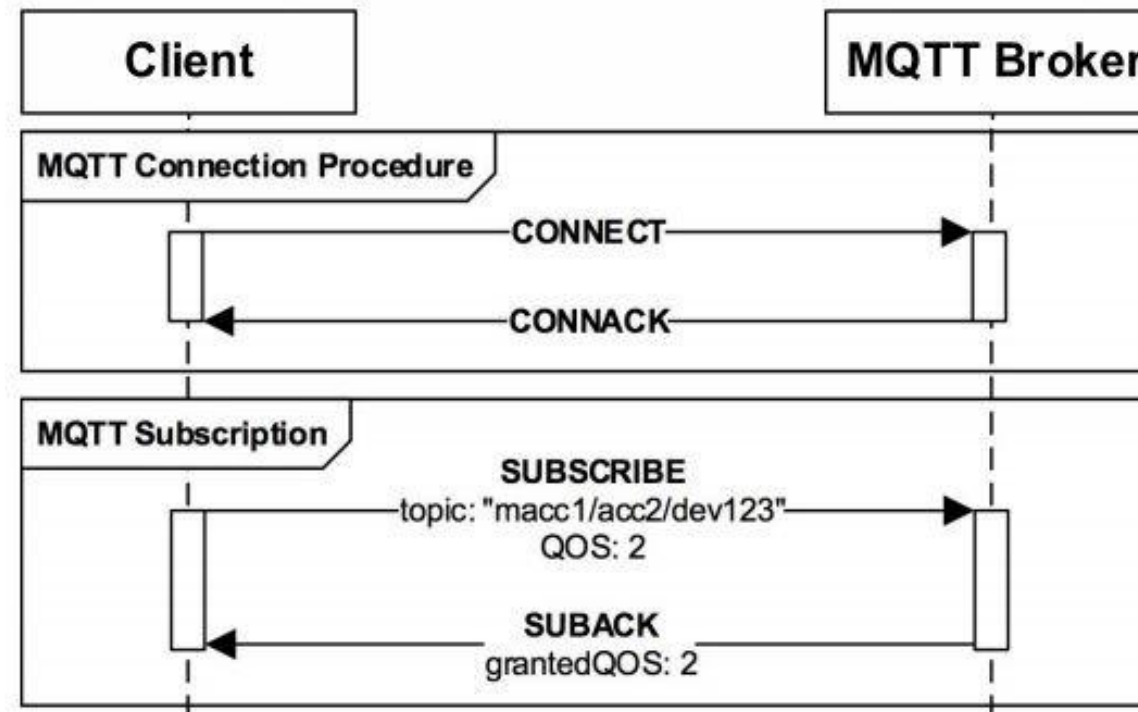 Client
MQTT Broker
MQTT Connection Procedure
CONNECT
CONNACK
MQTT Subscription
SUBSCRIBE
topic: "macc1/acc2/dev123"
QOS: 2
SUBACK
grantedQOS: 2